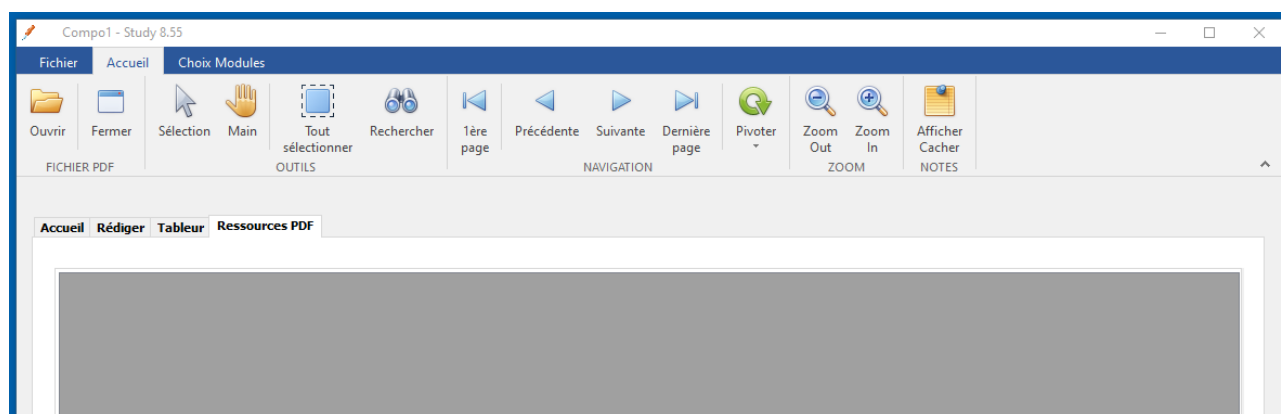 Compo1 - Study 8.55
Fichier Accueil Choix Modules
Ouvrir Fermer Sélection Main Tout sélectionner Rechercher 1ère page Précédente Suivante Dernière page Pivoter Zoom Out Zoom In Afficher Cacher
FICHIER PDF OUTILS NAVIGATION ZOOM NOTES
Accueil Rédiger Tableur Ressources PDF